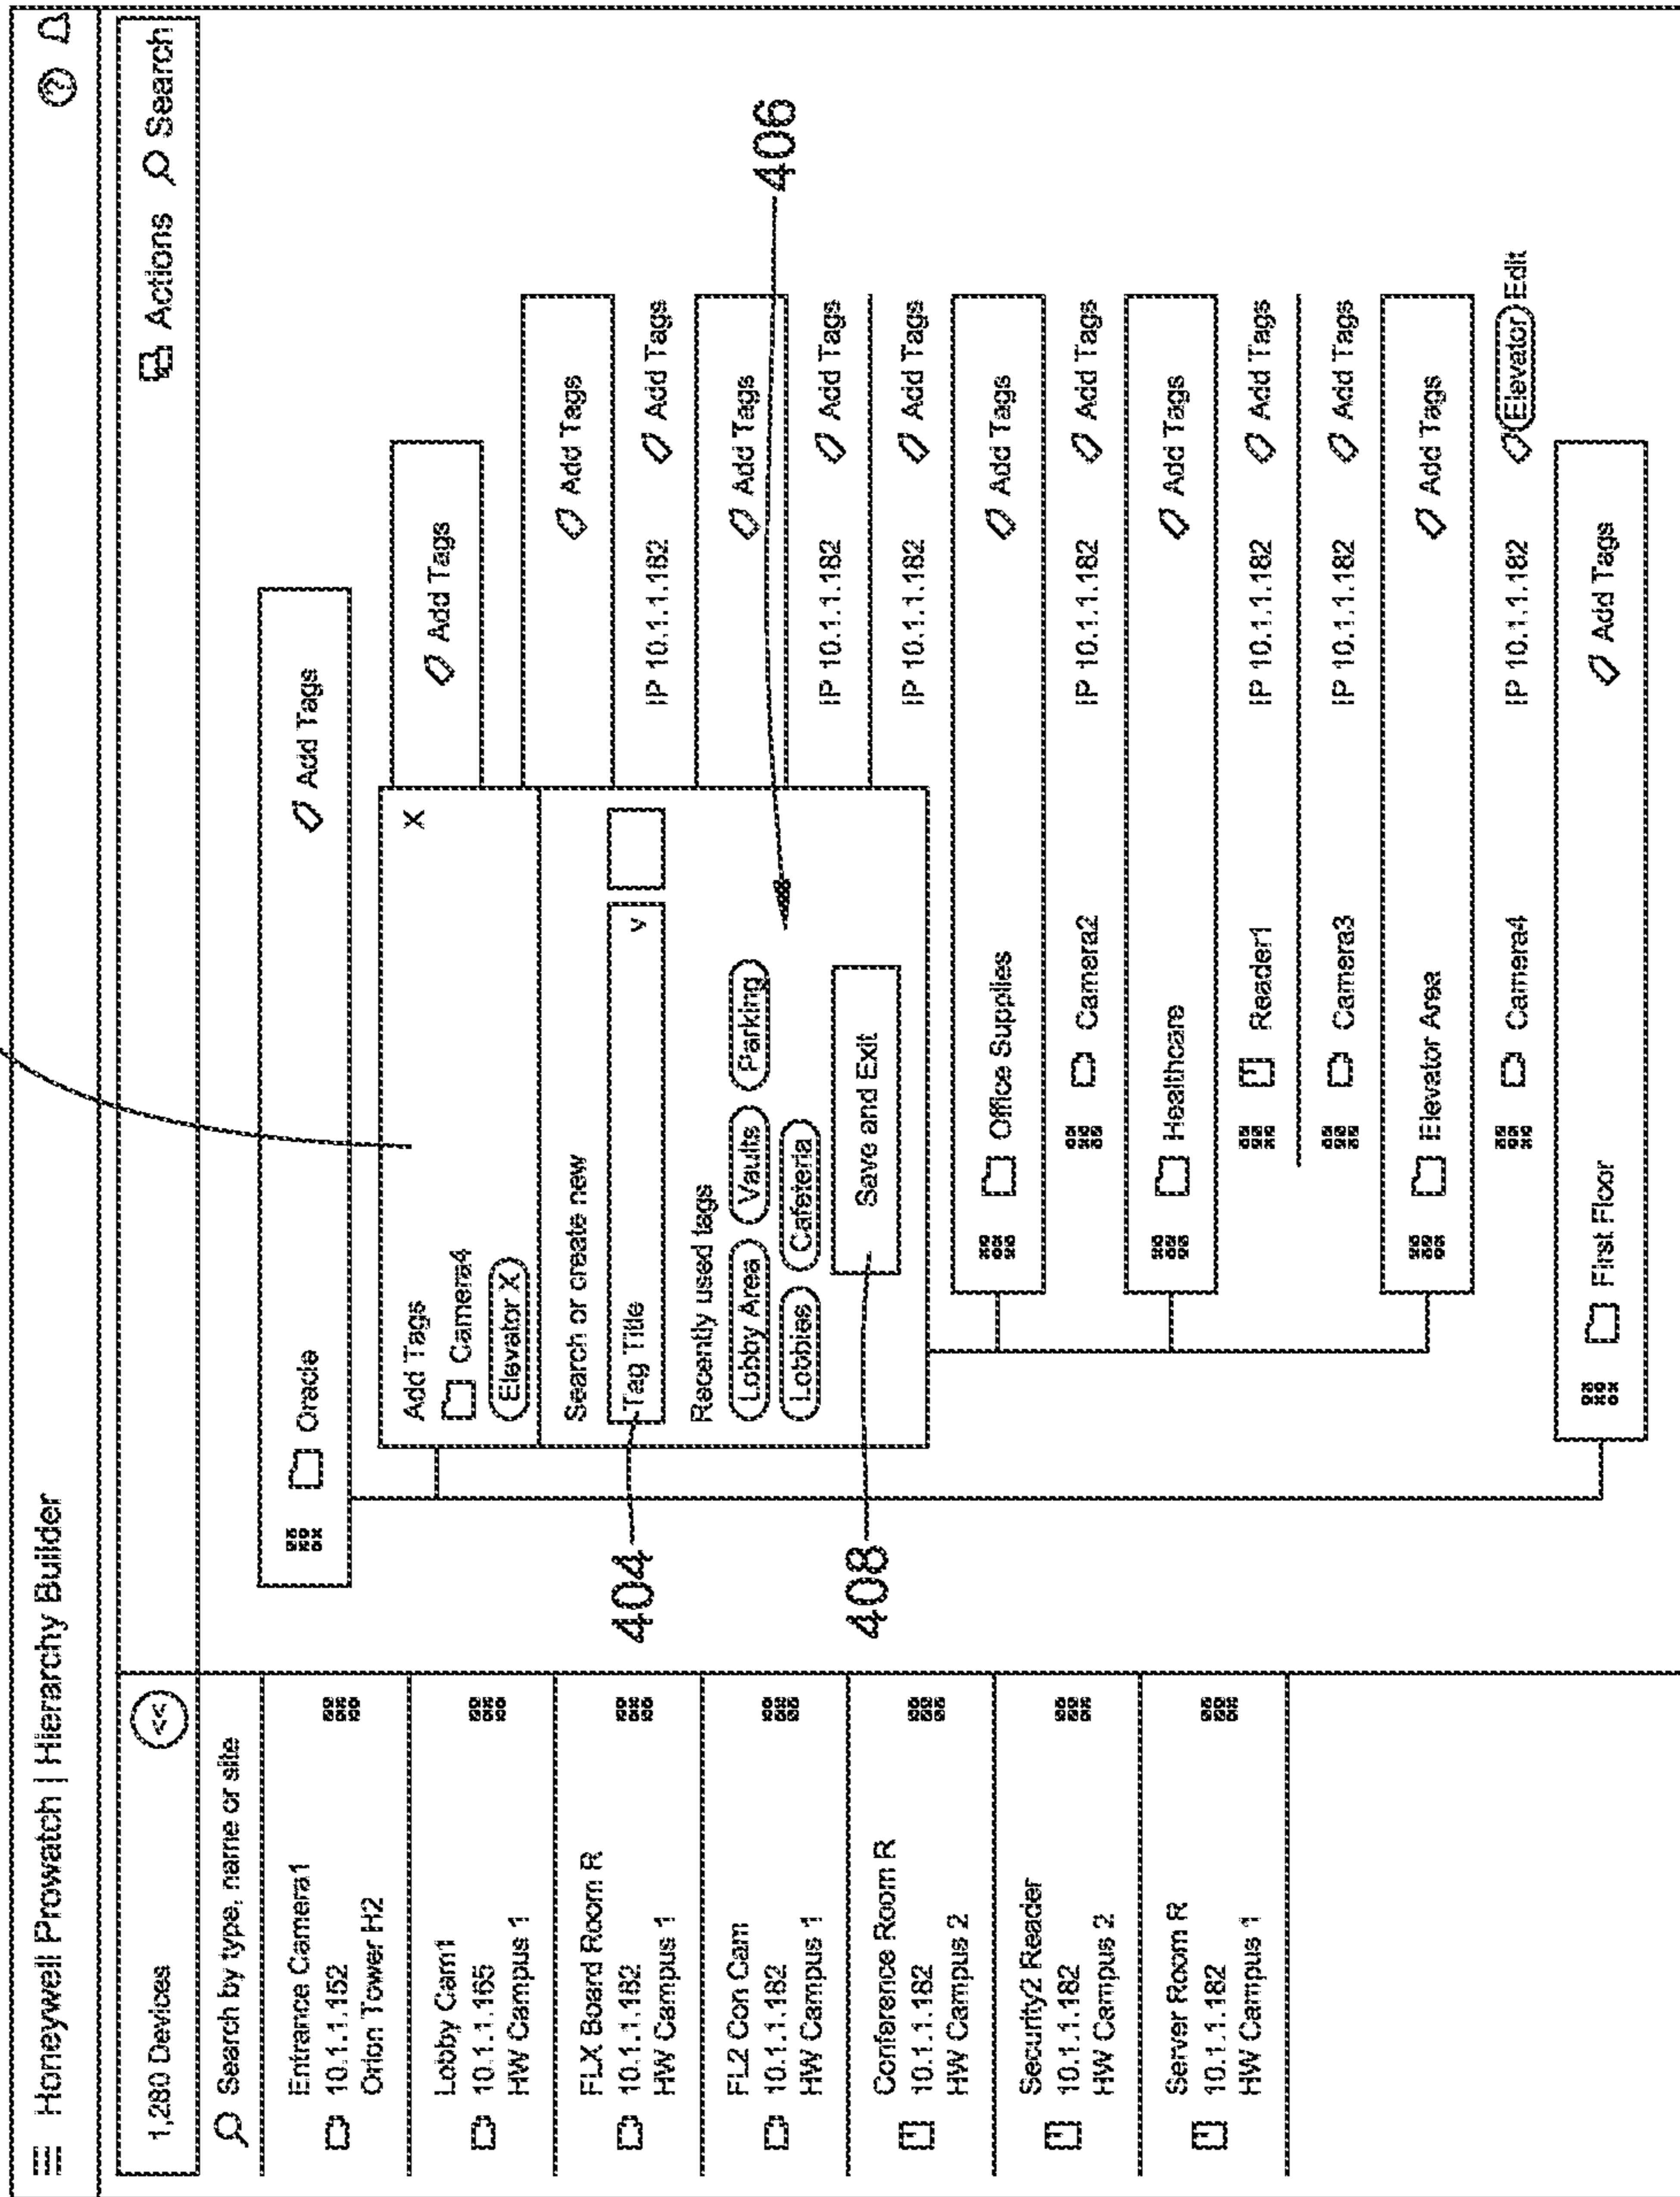 Honeywell Prowatch | Hierarchy Builder
?
1,280 Devices
<<
Actions
Search
Search by type, name or site
Entrance Camera1
10.1.1.152
Orion Tower H2
Lobby Cam1
10.1.1.165
HW Campus 1
FLX Board Room R
10.1.1.182
HW Campus 1
FL2 Con Cam
10.1.1.182
HW Campus 1
Conference Room R
10.1.1.182
HW Campus 2
Security2 Reader
10.1.1.182
HW Campus 2
Server Room R
10.1.1.182
HW Campus 1
Oracle
Add Tags
Add Tags
X
Camera4
Elevator X
Search or create new
Tag Title
v
Recently used tags
Lobby Area
Vaults
Parking
Lobbies
Cafeteria
Save and Exit
404
408
406
Add Tags
Add Tags
IP 10.1.1.182
Add Tags
Add Tags
IP 10.1.1.182
Add Tags
IP 10.1.1.182
Add Tags
Office Supplies
Add Tags
Camera2
IP 10.1.1.182
Add Tags
Healthcare
Add Tags
Reader1
IP 10.1.1.182
Add Tags
Camera3
IP 10.1.1.182
Add Tags
Elevator Area
Add Tags
Camera4
IP 10.1.1.182
Elevator
Edit
First Floor
Add Tags